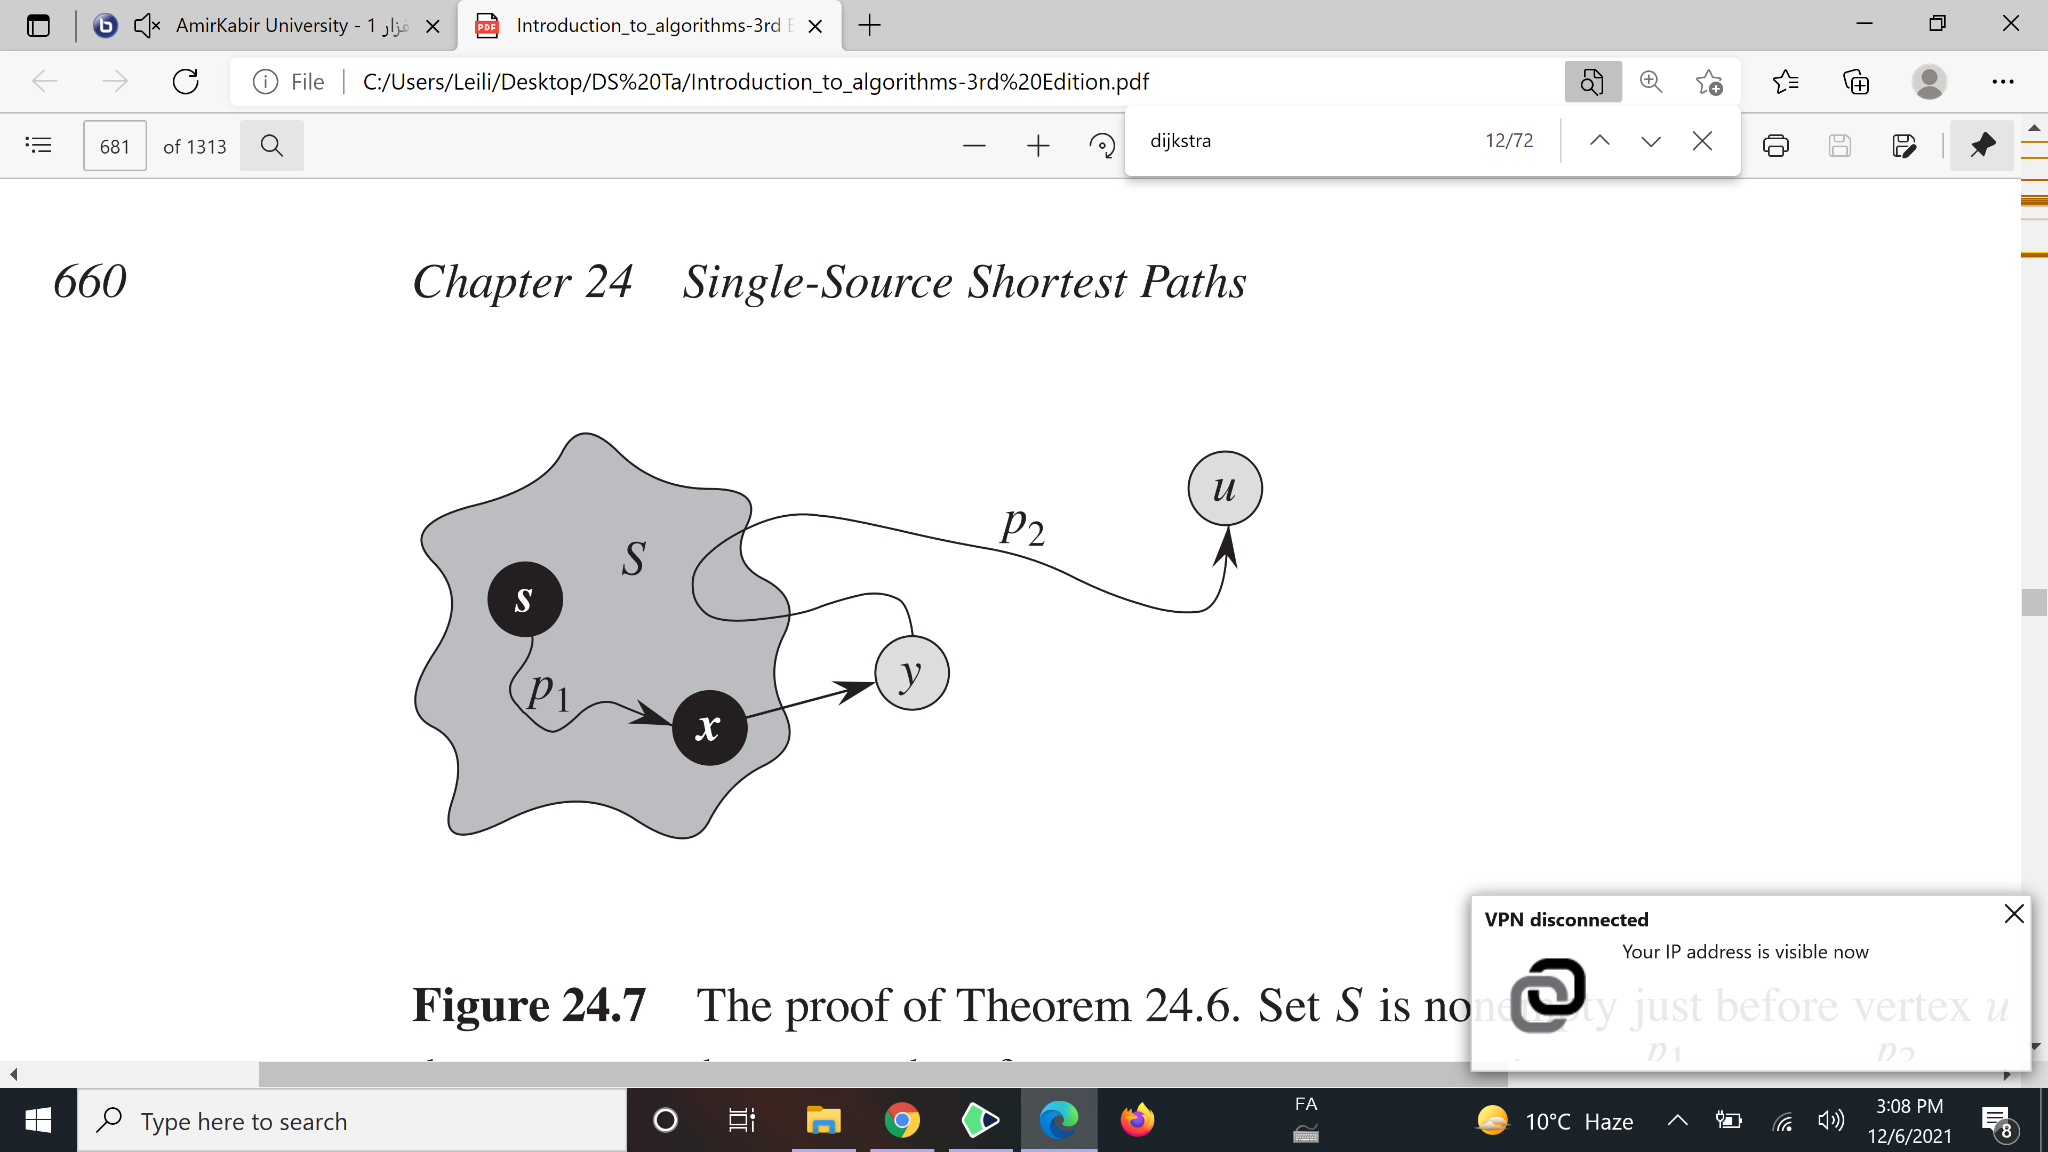 AmirKabir University - فزار 1
Introduction_to_algorithms-3rd E
File
C:/Users/Leili/Desktop/DS%20Ta/Introduction_to_algorithms-3rd%20Edition.pdf
681 of 1313
dijkstra 12/72
660 Chapter 24 Single-Source Shortest Paths
u
p2
S
s
y
p1
x
VPN disconnected
Your IP address is visible now
Figure 24.7 The proof of Theorem 24.6. Set S is nonempty just before vertex u
p1 p2
Type here to search
FA
10°C Haze
3:08 PM
12/6/2021
8